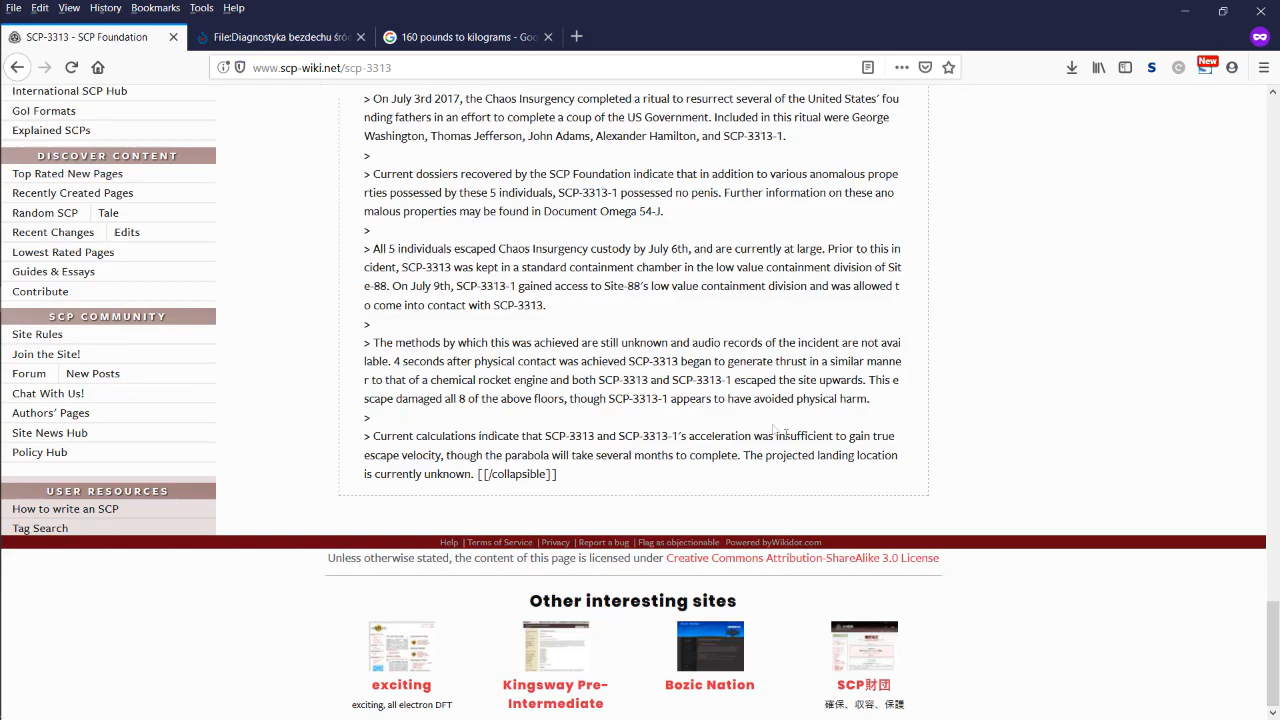 File Edit View History Bookmarks Tools Help
SCP-3313 - SCP Foundation
File:Diagnostyka bezdechu śró
160 pounds to kilograms - Goo
www.scp-wiki.net/scp-3313
New
International SCP Hub
GoI Formats
Explained SCPs
DISCOVER CONTENT
Top Rated New Pages
Recently Created Pages
Random SCP Tale
Recent Changes Edits
Lowest Rated Pages
Guides & Essays
Contribute
SCP COMMUNITY
Site Rules
Join the Site!
Forum New Posts
Chat With Us!
Authors' Pages
Site News Hub
Policy Hub
USER RESOURCES
How to write an SCP
Tag Search
> On July 3rd 2017, the Chaos Insurgency completed a ritual to resurrect several of the United States' fou
nding fathers in an effort to complete a coup of the US Government. Included in this ritual were George
Washington, Thomas Jefferson, John Adams, Alexander Hamilton, and SCP-3313-1.
>
> Current dossiers recovered by the SCP Foundation indicate that in addition to various anomalous prope
rties possessed by these 5 individuals, SCP-3313-1 possessed no penis. Further information on these ano
malous properties may be found in Document Omega 54-J.
>
> All 5 individuals escaped Chaos Insurgency custody by July 6th, and are currently at large. Prior to this in
cident, SCP-3313 was kept in a standard containment chamber in the low value containment division of Sit
e-88. On July 9th, SCP-3313-1 gained access to Site-88's low value containment division and was allowed t
o come into contact with SCP-3313.
>
> The methods by which this was achieved are still unknown and audio records of the incident are not avai
lable. 4 seconds after physical contact was achieved SCP-3313 began to generate thrust in a similar manne
r to that of a chemical rocket engine and both SCP-3313 and SCP-3313-1 escaped the site upwards. This e
scape damaged all 8 of the above floors, though SCP-3313-1 appears to have avoided physical harm.
>
> Current calculations indicate that SCP-3313 and SCP-3313-1's acceleration was insufficient to gain true
escape velocity, though the parabola will take several months to complete. The projected landing location
is currently unknown. [[/collapsible]]
Help | Terms of Service | Privacy | Report a bug | Flag as objectionable Powered by Wikidot.com
Unless otherwise stated, the content of this page is licensed under Creative Commons Attribution-ShareAlike 3.0 License
Other interesting sites
exciting
exciting, all electron DFT
Kingsway Pre-
Intermediate
Bozic Nation
SCP財団
確保、収容、保護